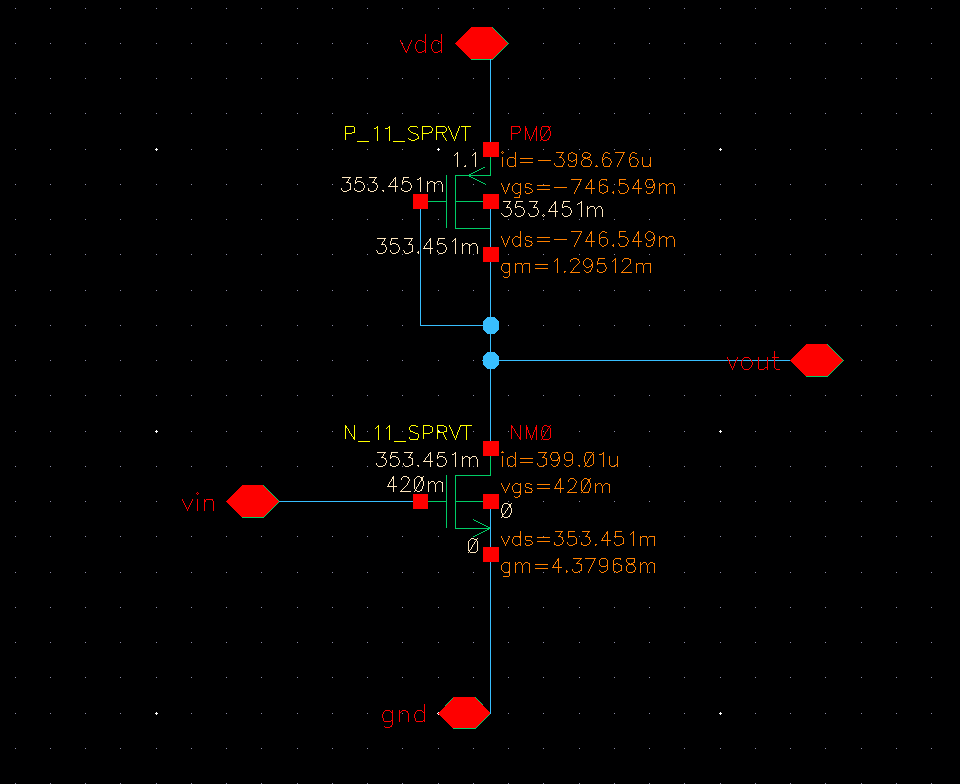 vdd
P_11_SPRVT PM0
1.1 id=-398.676u
353.451m vgs=-746.549m
353.451m
353.451m vds=-746.549m
gm=1.29512m
vout
N_11_SPRVT NM0
353.451m id=399.01u
420m vgs=420m
vin 0
0 vds=353.451m
gm=4.37968m
gnd